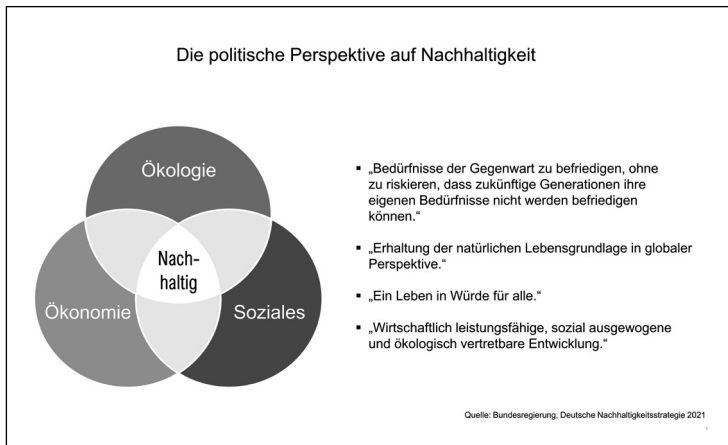 Die politische Perspektive auf Nachhaltigkeit
Ökologie
Nach-
haltig
Ökonomie
Soziales
▪ „Bedürfnisse der Gegenwart zu befriedigen, ohne
zu riskieren, dass zukünftige Generationen ihre
eigenen Bedürfnisse nicht werden befriedigen
können.“
▪ „Erhaltung der natürlichen Lebensgrundlage in globaler
Perspektive.“
▪ „Ein Leben in Würde für alle.“
▪ „Wirtschaftlich leistungsfähige, sozial ausgewogene
und ökologisch vertretbare Entwicklung.“
Quelle: Bundesregierung, Deutsche Nachhaltigkeitsstrategie 2021